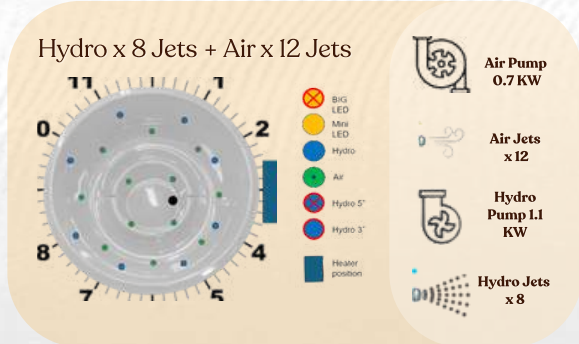 Hydro x 8 Jets + Air x 12 Jets
11
1
0
2
8
4
7
5
BIG
LED
Mini
LED
Hydro
Air
Hydro 5"
Hydro 3"
Heater
position
Air Pump
0.7 KW
Air Jets
x 12
Hydro
Pump 1.1
KW
Hydro Jets
x 8